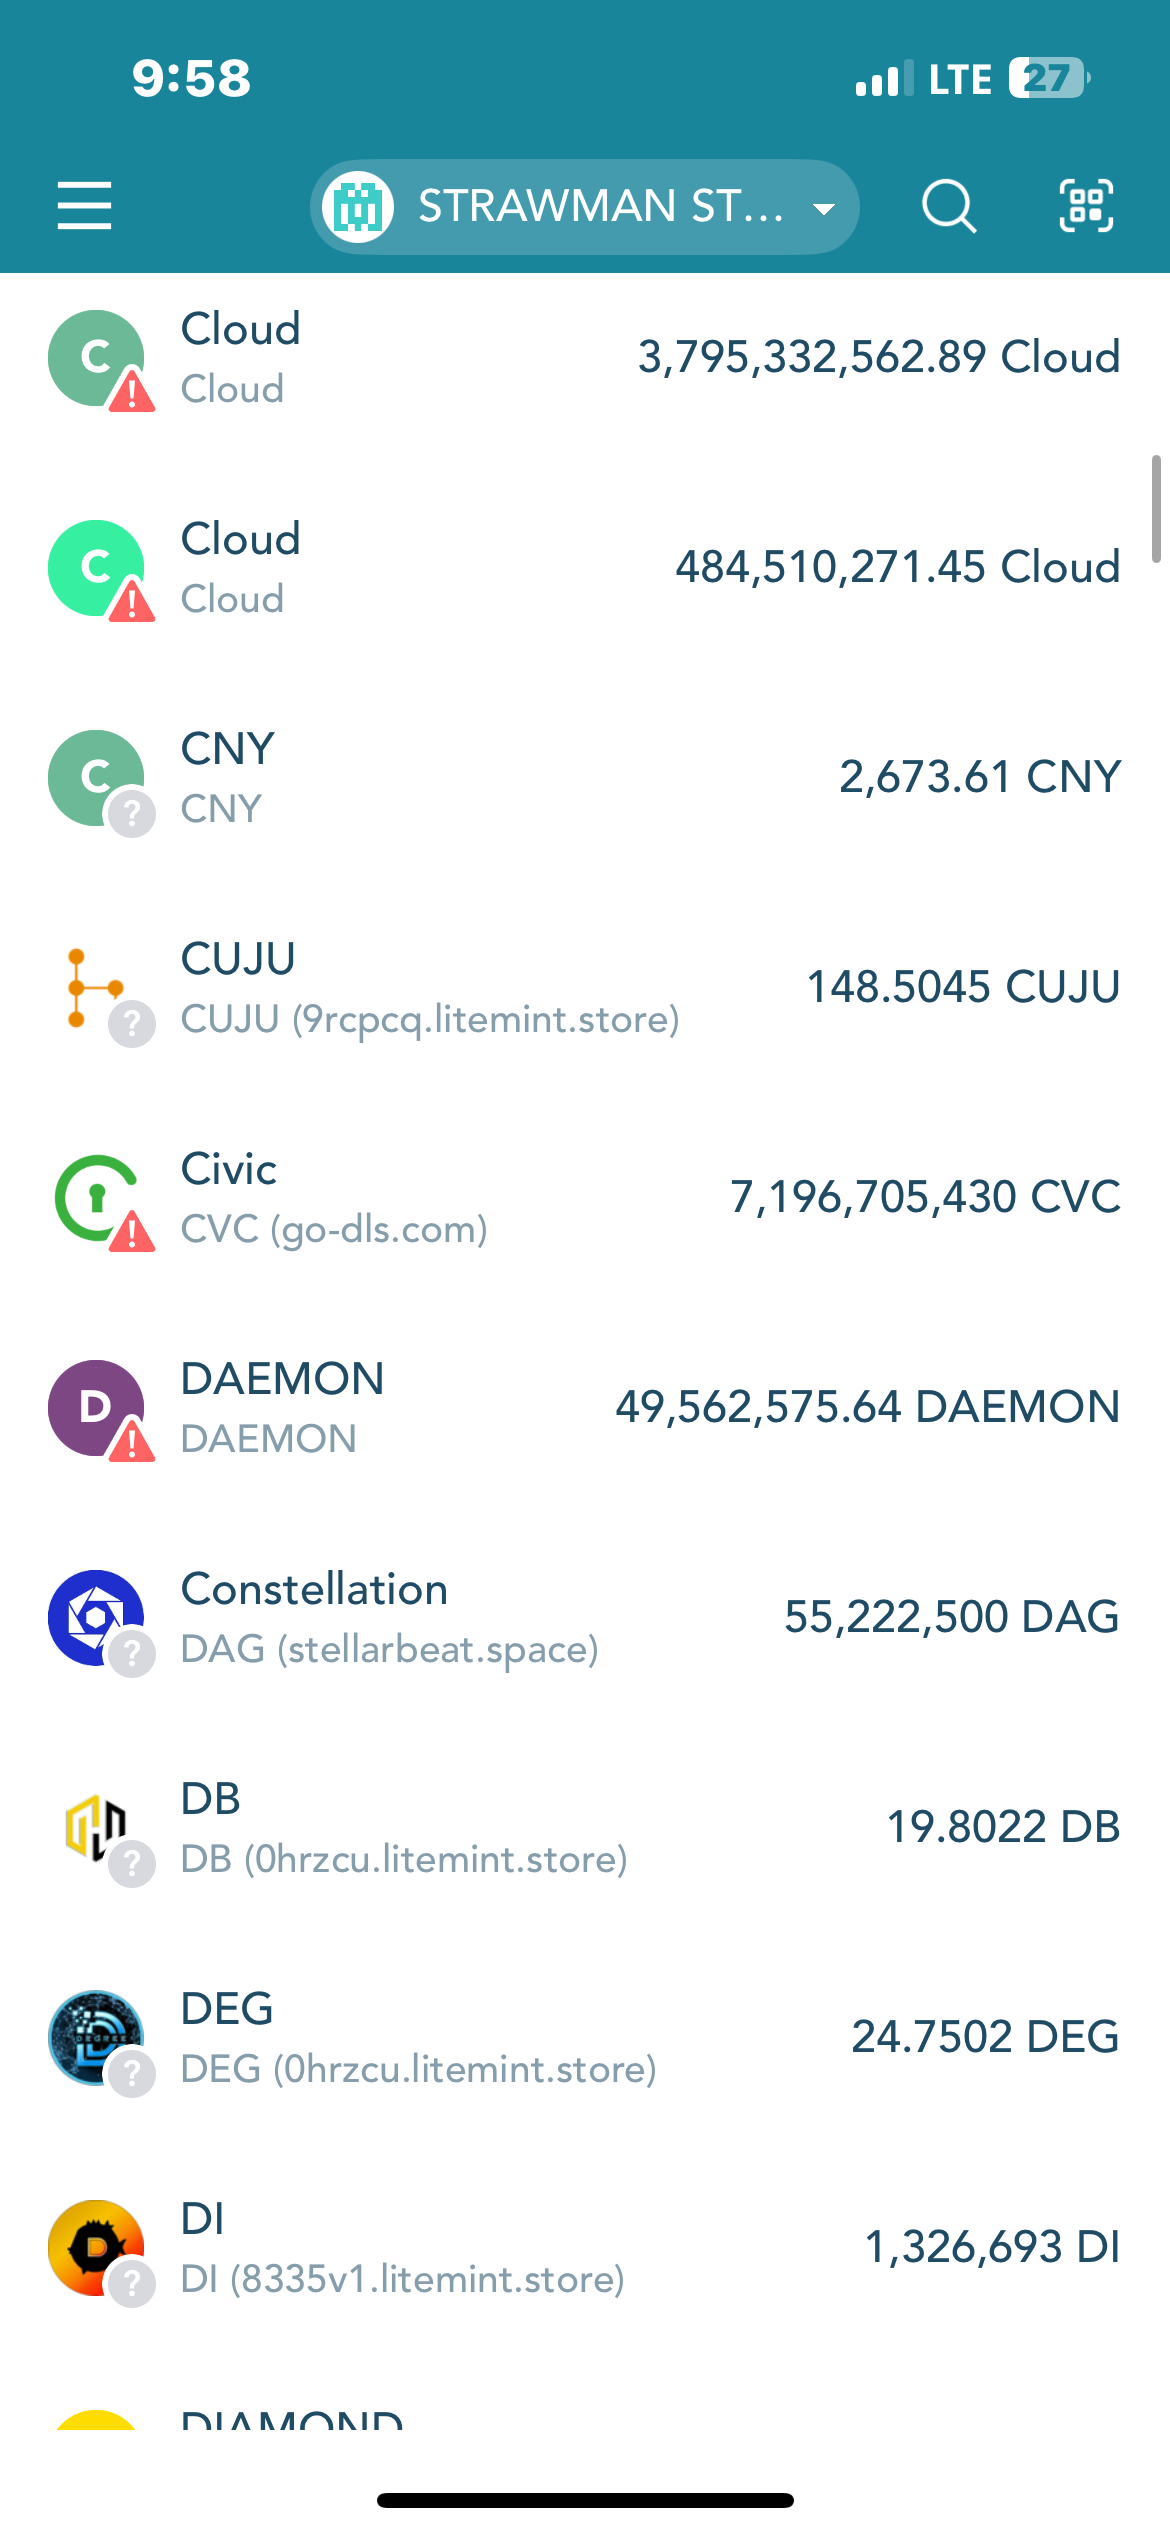 9:58
LTE 27
STRAWMAN ST...
C
Cloud
3,795,332,562.89 Cloud
Cloud
C
Cloud
484,510,271.45 Cloud
Cloud
C
?
CNY
2,673.61 CNY
CNY
?
CUJU
148.5045 CUJU
CUJU (9rcpcq.litemint.store)
Civic
7,196,705,430 CVC
CVC (go-dls.com)
D
DAEMON
49,562,575.64 DAEMON
DAEMON
?
Constellation
55,222,500 DAG
DAG (stellarbeat.space)
?
DB
19.8022 DB
DB (0hrzcu.litemint.store)
DEGREE
?
DEG
24.7502 DEG
DEG (0hrzcu.litemint.store)
D
?
DI
1,326,693 DI
DI (8335v1.litemint.store)
DIAMOND